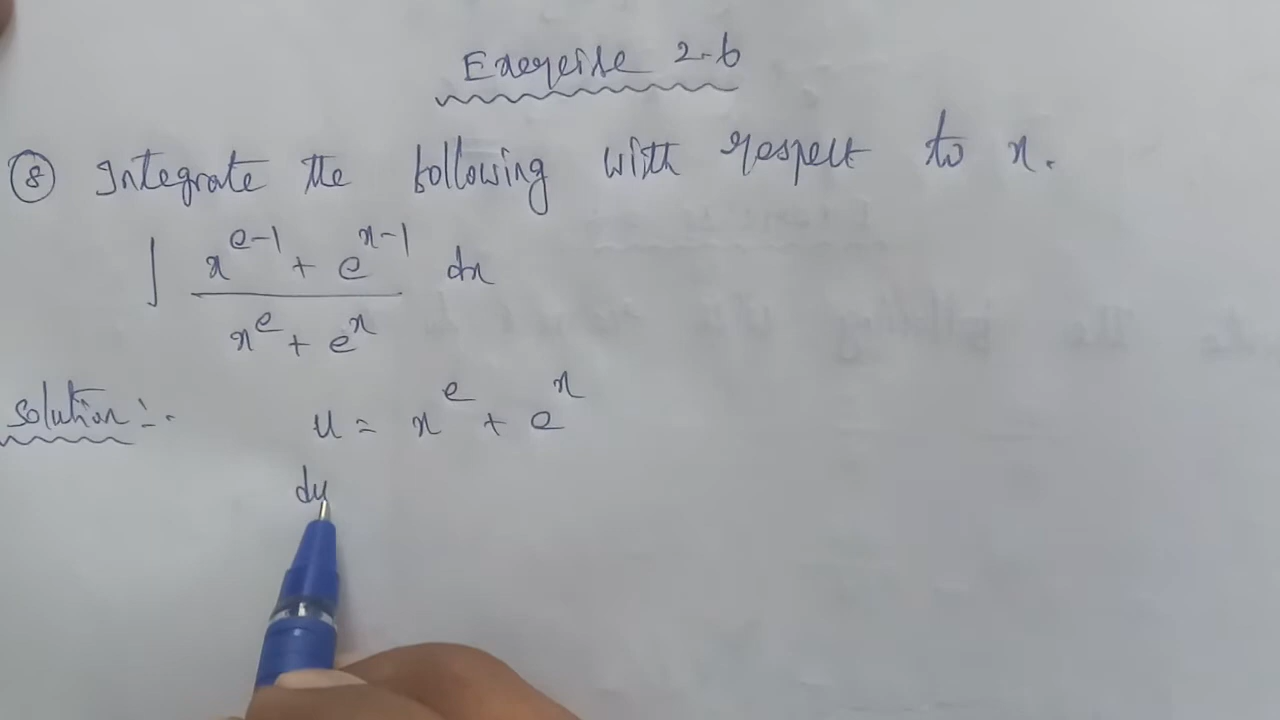 Exercise 2.6
⑧ Integrate the following with respect to x.
∫ (x^(e-1) + e^(x-1)) / (x^e + e^x) dx
Solution:-   u = x^e + e^x
du